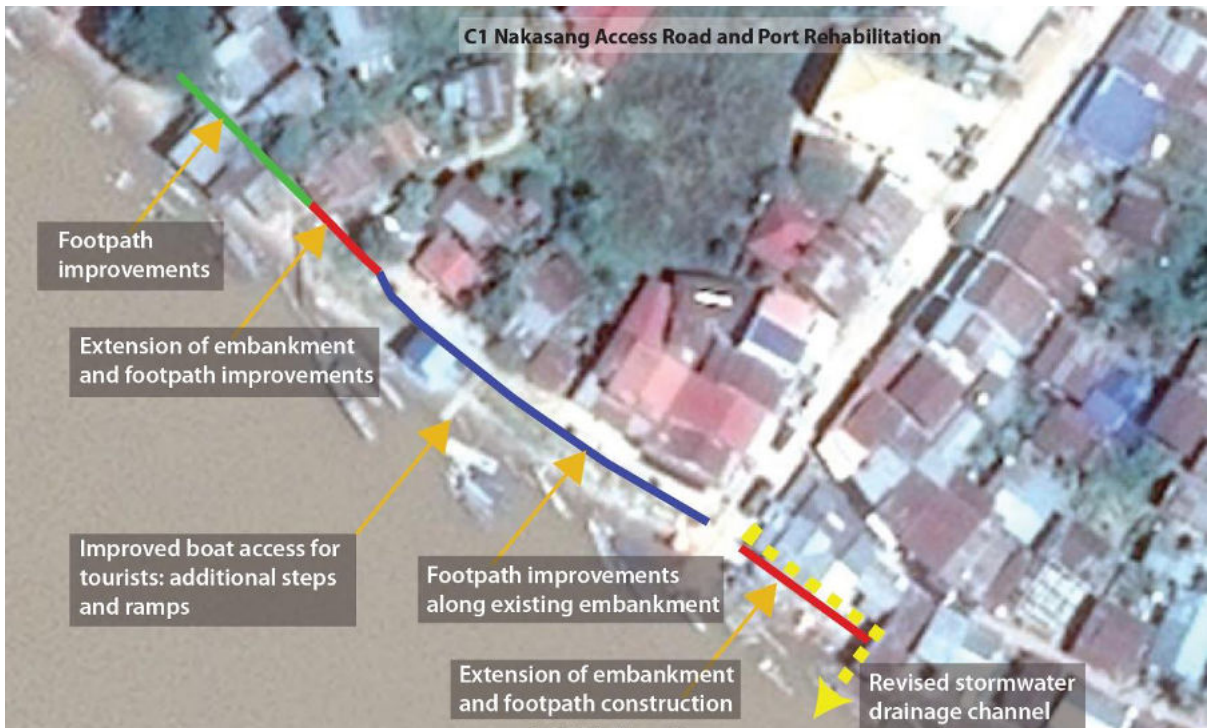 C1 Nakasang Access Road and Port Rehabilitation
Footpath
improvements
Extension of embankment
and footpath improvements
Improved boat access for
tourists: additional steps
and ramps
Footpath improvements
along existing embankment
Extension of embankment
and footpath construction
Revised stormwater
drainage channel